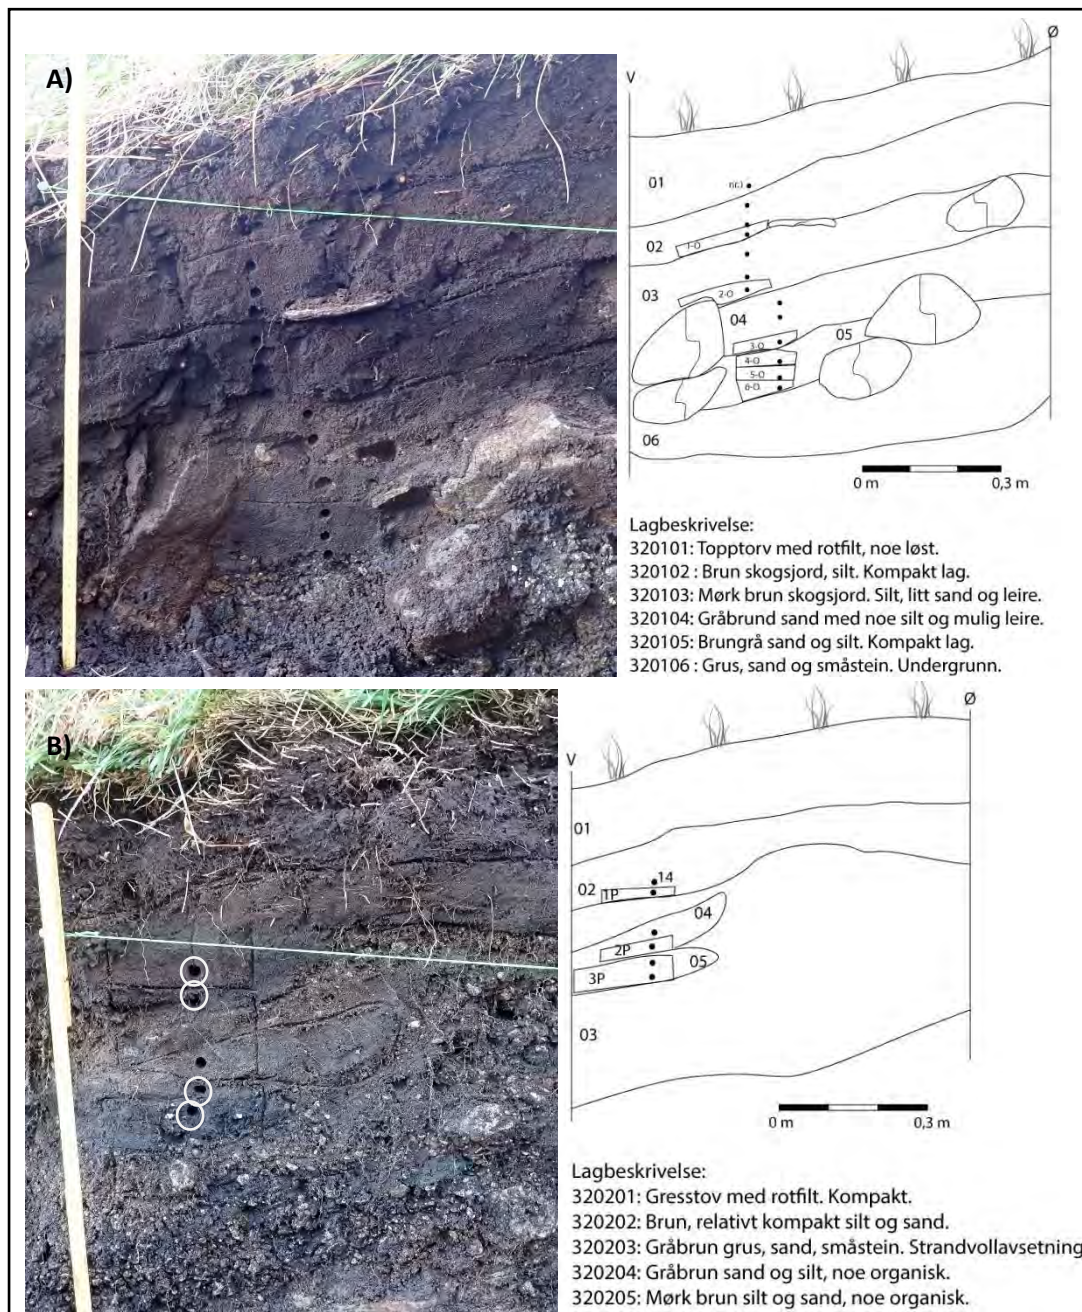 A)
V
Ø
01
nr.1
02
1-O
03
2-O
04
05
3-O
4-O
5-O
6-O
06
0 m
0,3 m
Lagbeskrivelse:
320101: Topptorv med rotfilt, noe løst.
320102 : Brun skogsjord, silt. Kompakt lag.
320103: Mørk brun skogsjord. Silt, litt sand og leire.
320104: Gråbrund sand med noe silt og mulig leire.
320105: Brungrå sand og silt. Kompakt lag.
320106 : Grus, sand og småstein. Undergrunn.
B)
V
Ø
01
02
1P
14
04
2P
05
3P
03
0 m
0,3 m
Lagbeskrivelse:
320201: Gresstov med rotfilt. Kompakt.
320202: Brun, relativt kompakt silt og sand.
320203: Gråbrun grus, sand, småstein. Strandvollavsetning
320204: Gråbrun sand og silt, noe organisk.
320205: Mørk brun silt og sand, noe organisk.